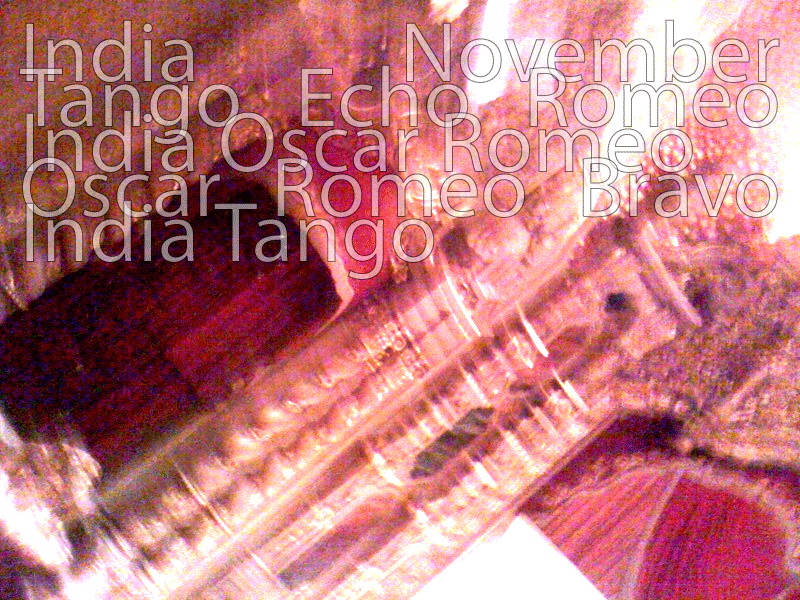 India November
Tango Echo Romeo
India Oscar Romeo
Oscar Romeo Bravo
India Tango